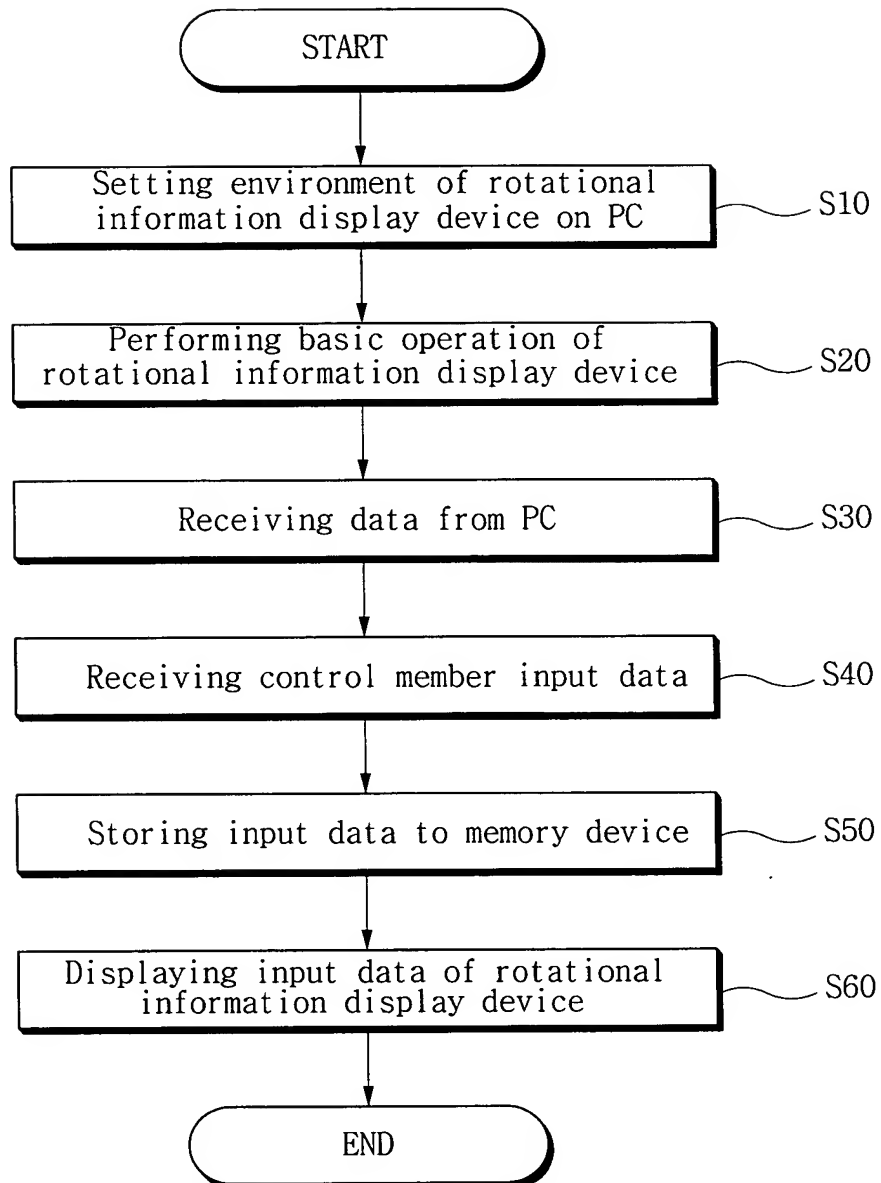 START
Setting environment of rotational
information display device on PC
S10
Performing basic operation of
rotational information display device
S20
Receiving data from PC
S30
Receiving control member input data
S40
Storing input data to memory device
S50
Displaying input data of rotational
information display device
S60
END